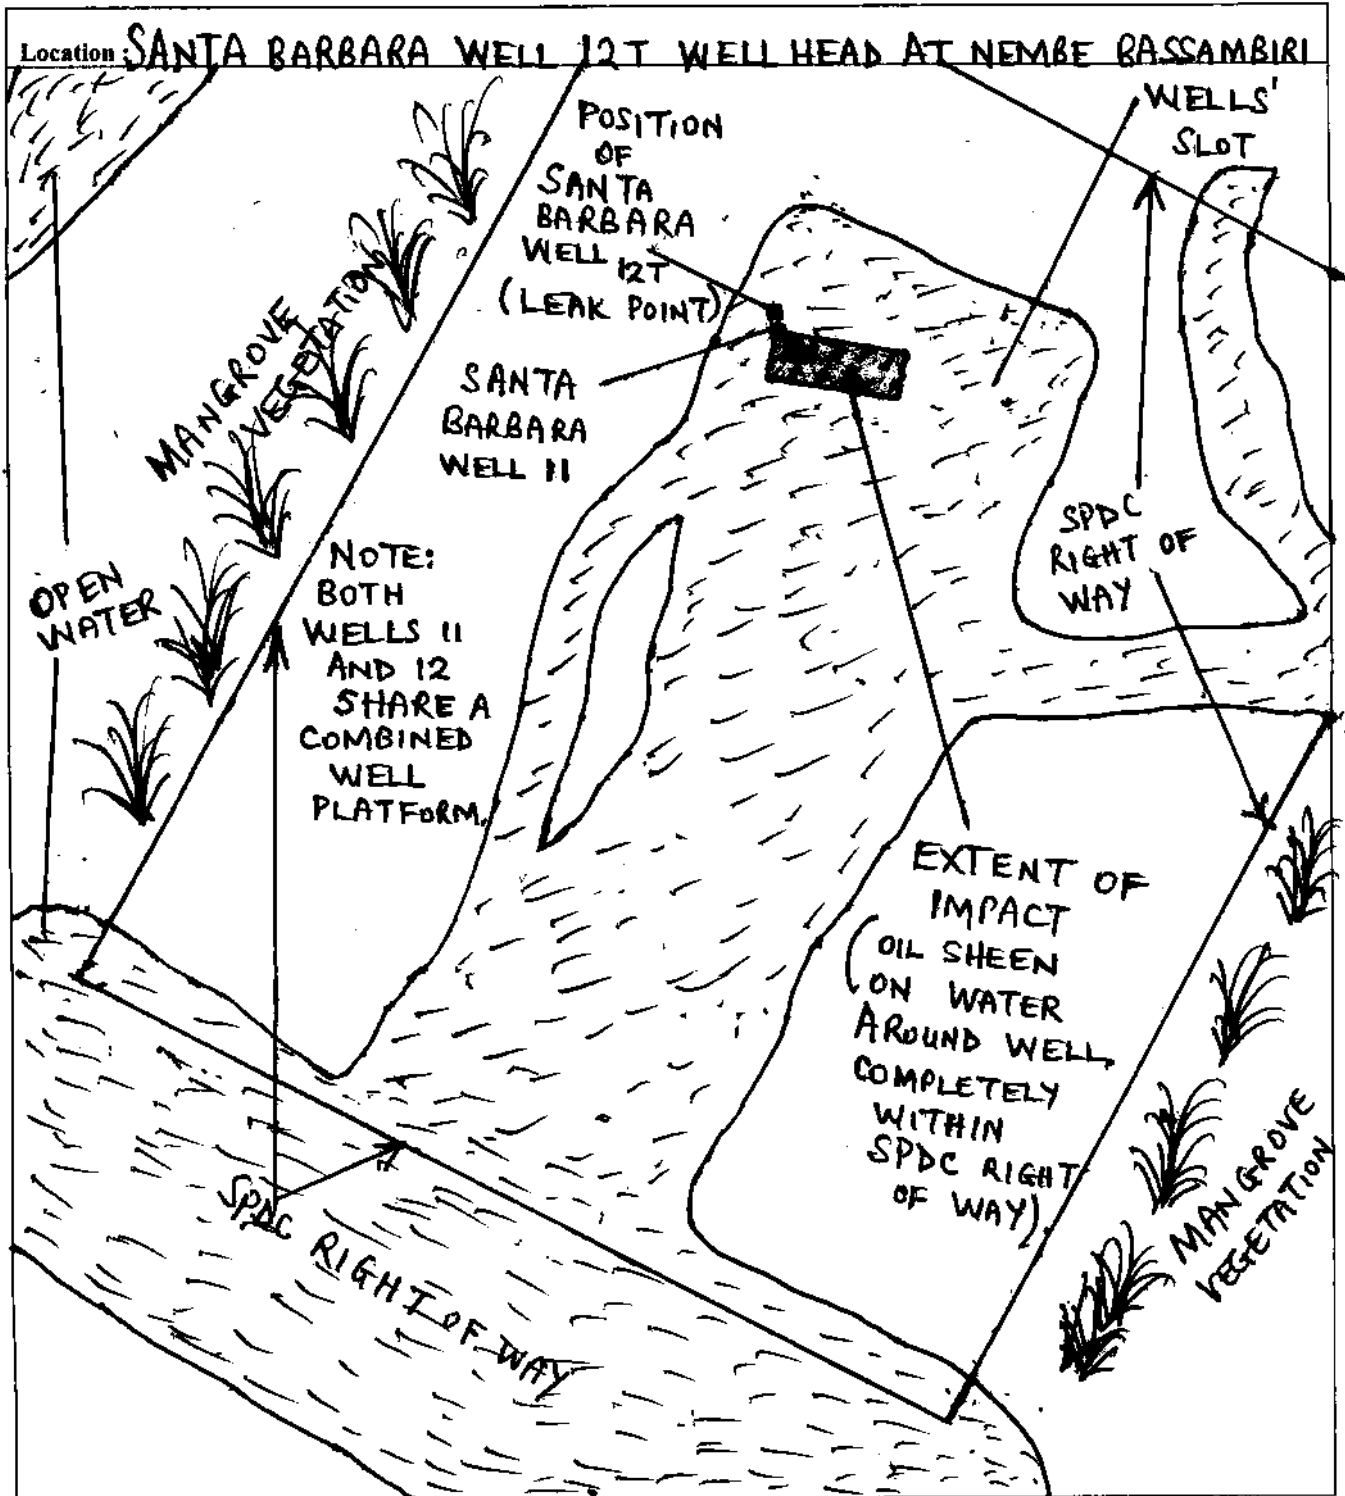 Location : SANTA BARBARA WELL 12T WELL HEAD AT NEMBE BASSAMBIRI
WELLS'
SLOT
POSITION
OF
SANTA
BARBARA
WELL 12T
(LEAK POINT)
MANGROVE
VEGETATION
SANTA
BARBARA
WELL 11
SPDC
RIGHT OF
WAY
OPEN
WATER
NOTE:
BOTH
WELLS 11
AND 12
SHARE A
COMBINED
WELL
PLATFORM.
EXTENT OF
IMPACT
(OIL SHEEN
ON WATER
AROUND WELL,
COMPLETELY
WITHIN
SPDC RIGHT
OF WAY).
MANGROVE
VEGETATION
SPDC RIGHT OF WAY